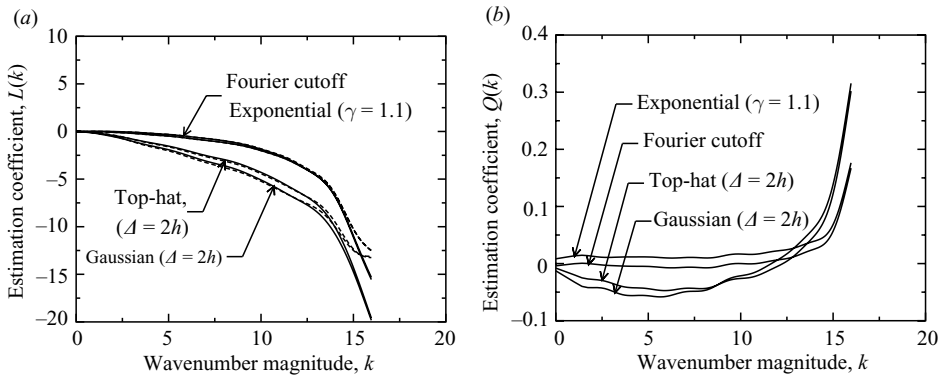 (a)
10
5
0
–5
–10
–15
–20
0
5
10
15
20
Estimation coefficient, L(k)
Wavenumber magnitude, k
Fourier cutoff
Exponential (γ = 1.1)
Top-hat,
(Δ = 2h)
Gaussian (Δ = 2h)
(b)
0.4
0.3
0.2
0.1
0
–0.1
0
5
10
15
20
Estimation coefficient, Q(k)
Wavenumber magnitude, k
Exponential (γ = 1.1)
Fourier cutoff
Top-hat (Δ = 2h)
Gaussian (Δ = 2h)